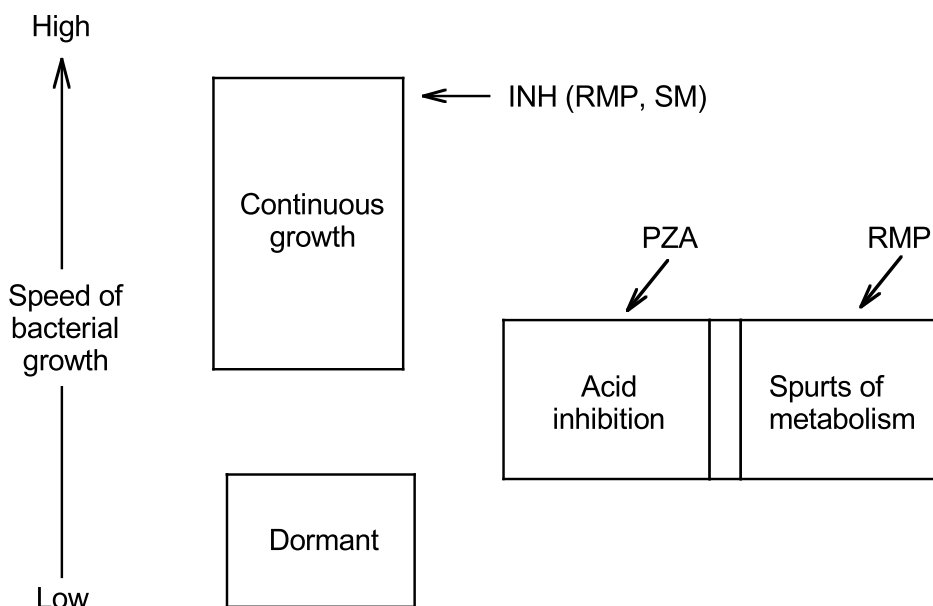 High
INH (RMP, SM)
Continuous
growth
PZA
RMP
Speed of
bacterial
growth
Acid
inhibition
Spurts of
metabolism
Dormant
Low